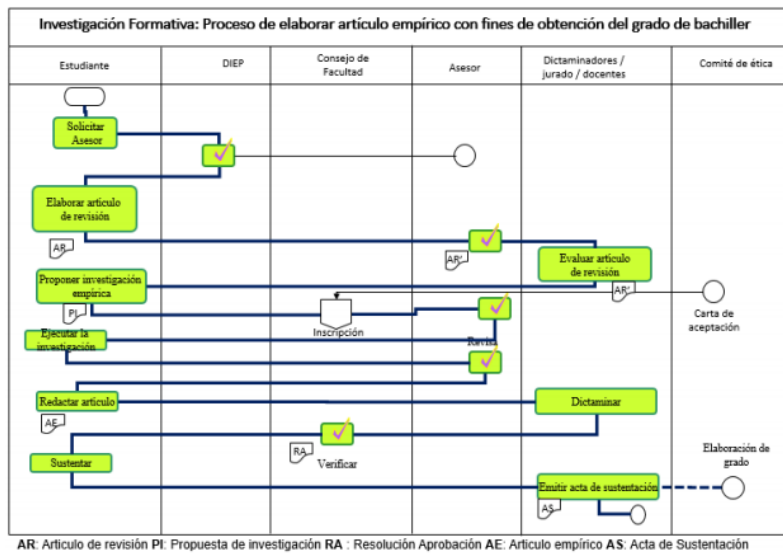 Investigación Formativa: Proceso de elaborar artículo empírico con fines de obtención del grado de bachiller
Estudiante
DIEP
Consejo de
Facultad
Asesor
Dictaminadores /
jurado / docentes
Comité de ética
Solicitar
Asesor
Elaborar artículo
de revisión
AR
AR'
Evaluar artículo
de revisión
AR'
Proponer investigación
empírica
PI
Inscripción
Carta de
aceptación
Ejecutar la
investigación
Revisa
Redactar artículo
AE
Dictaminar
RA
Verificar
Sustentar
Elaboración de
grado
Emitir acta de sustentación
AS
AR: Articulo de revisión PI: Propuesta de investigación RA : Resolución Aprobación AE: Articulo empírico AS: Acta de Sustentación